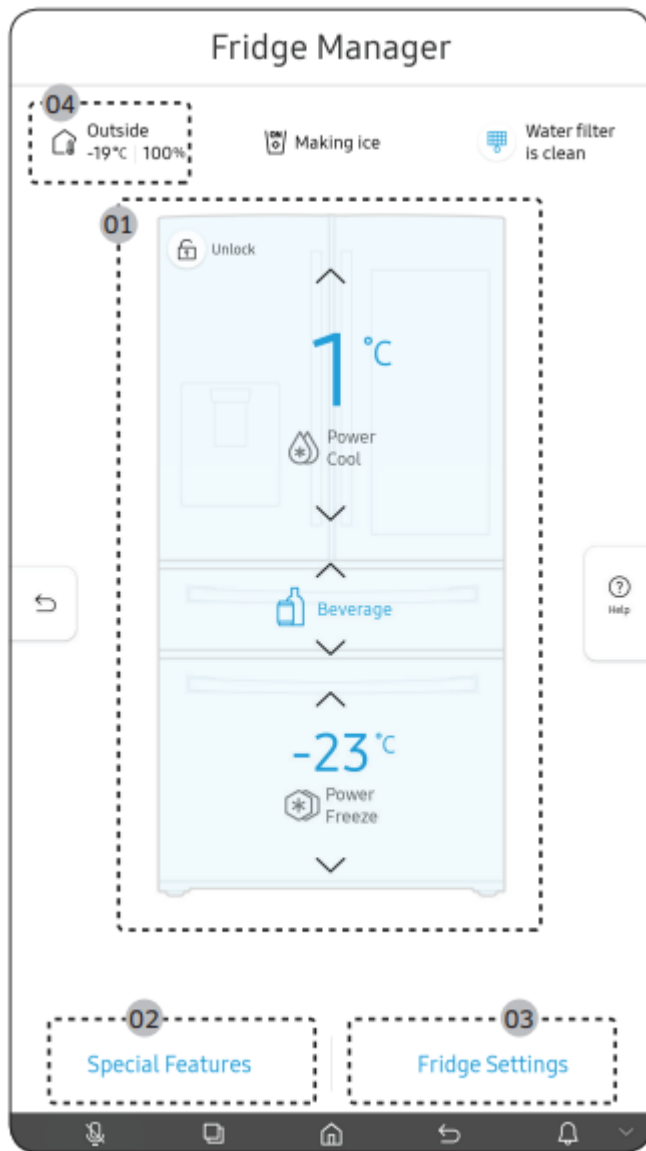 Fridge Manager
04
Outside
-19°C | 100%
Making ice
Water filter
is clean
01
Unlock
1 °C
Power
Cool
Beverage
Help
-23 °C
Power
Freeze
02
03
Special Features
Fridge Settings